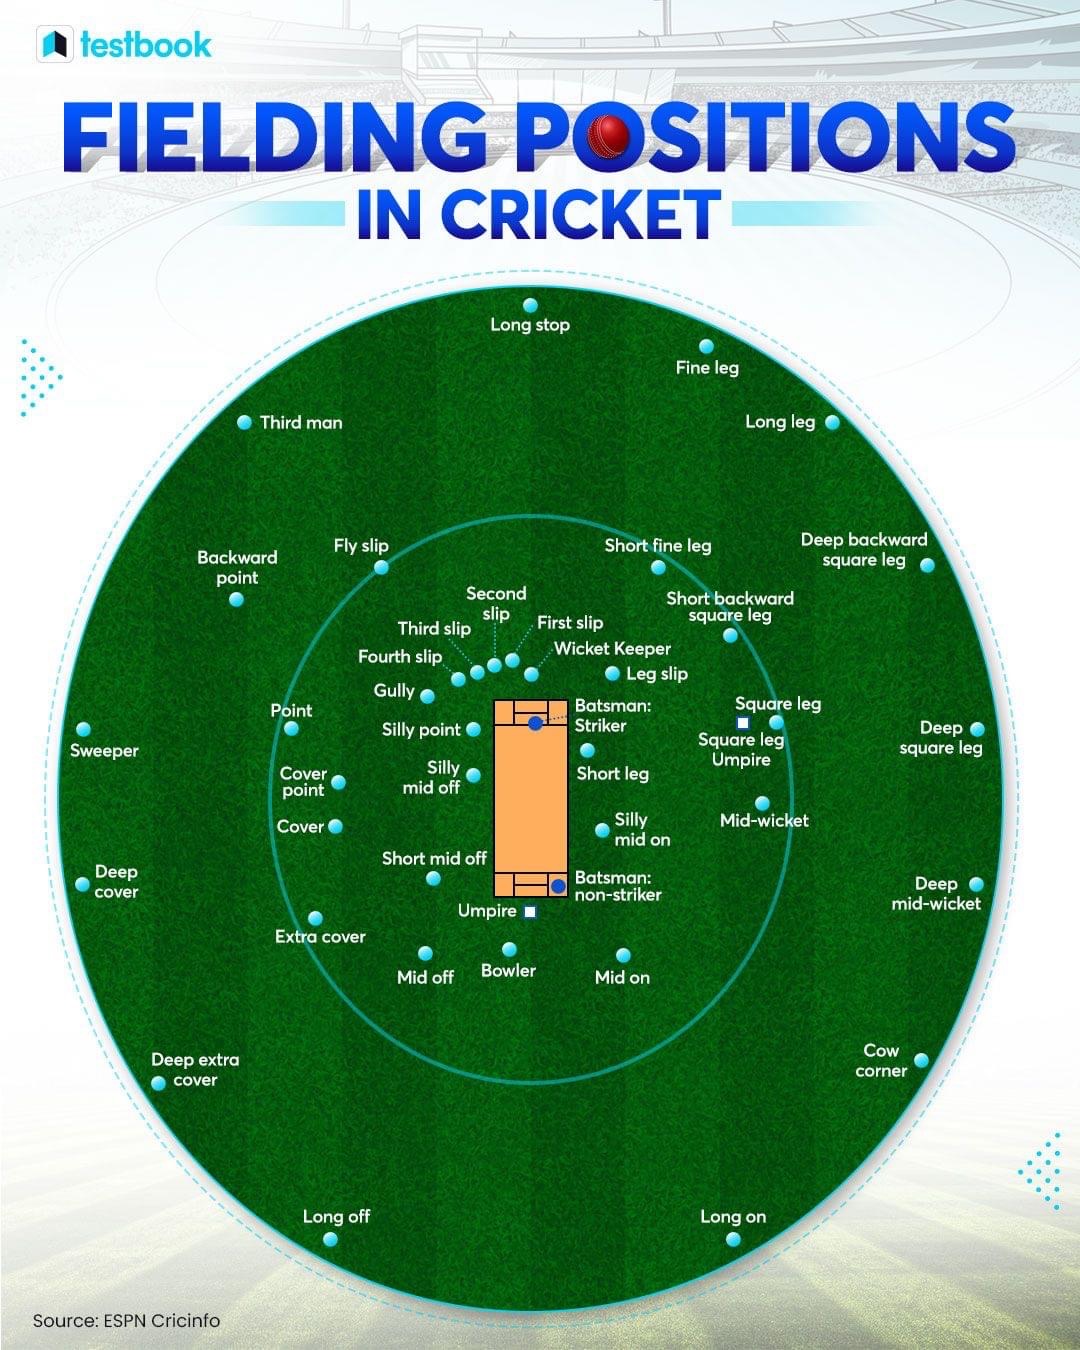 testbook
FIELDING POSITIONS
IN CRICKET
Long stop
Fine leg
Third man
Long leg
Fly slip
Short fine leg
Deep backward
square leg
Backward
point
Second
slip
Short backward
square leg
Third slip
First slip
Fourth slip
Wicket Keeper
Leg slip
Gully
Point
Silly point
Batsman:
Striker
Square leg
Square leg
Umpire
Sweeper
Deep
square leg
Cover
point
Silly
mid off
Short leg
Cover
Silly
mid on
Mid-wicket
Short mid off
Deep
cover
Batsman:
non-striker
Deep
mid-wicket
Umpire
Extra cover
Mid off
Bowler
Mid on
Deep extra
cover
Cow
corner
Long off
Long on
Source: ESPN Cricinfo